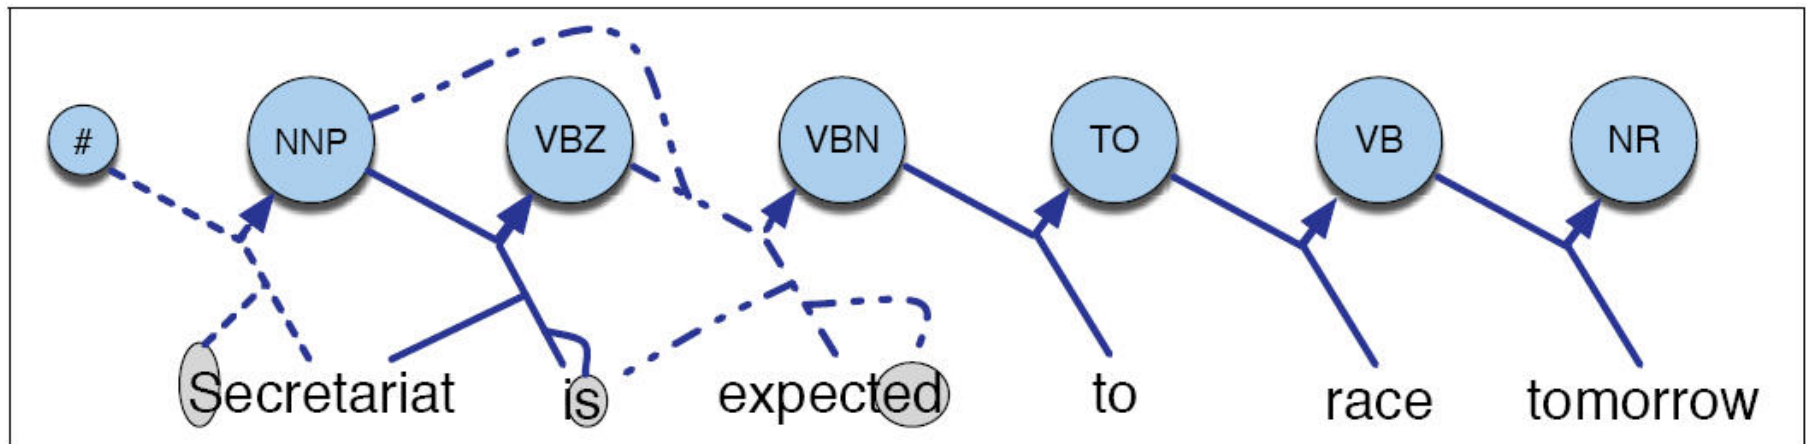 # NNP VBZ VBN TO VB NR
Secretariat is expected to race tomorrow